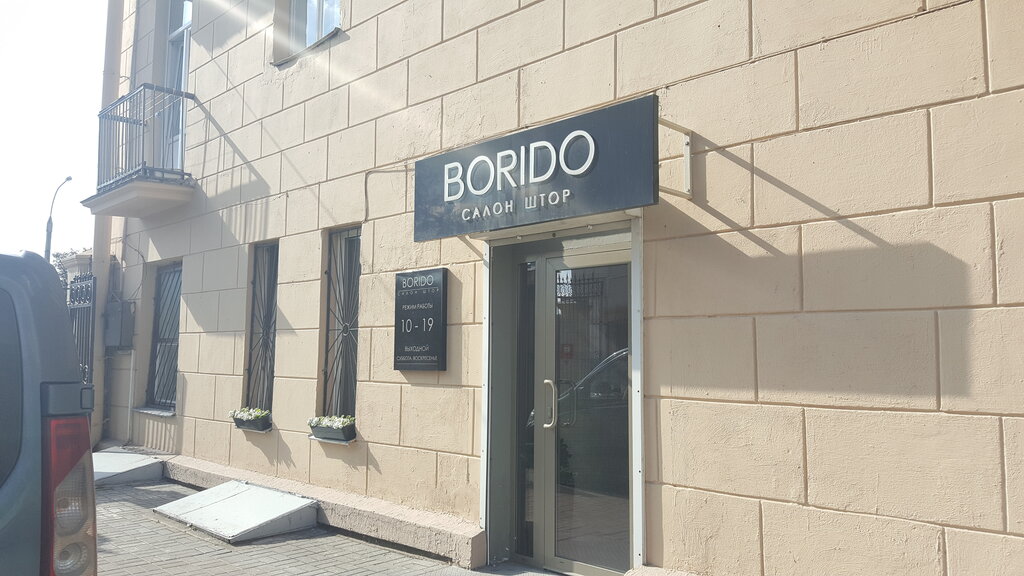 BORIDO
САЛОН ШТОР
BORIDO
САЛОН ШТОР
РЕЖИМ РАБОТЫ
10 - 19
ВЫХОДНОЙ
СУББОТА ВОСКРЕСЕНЬЕ